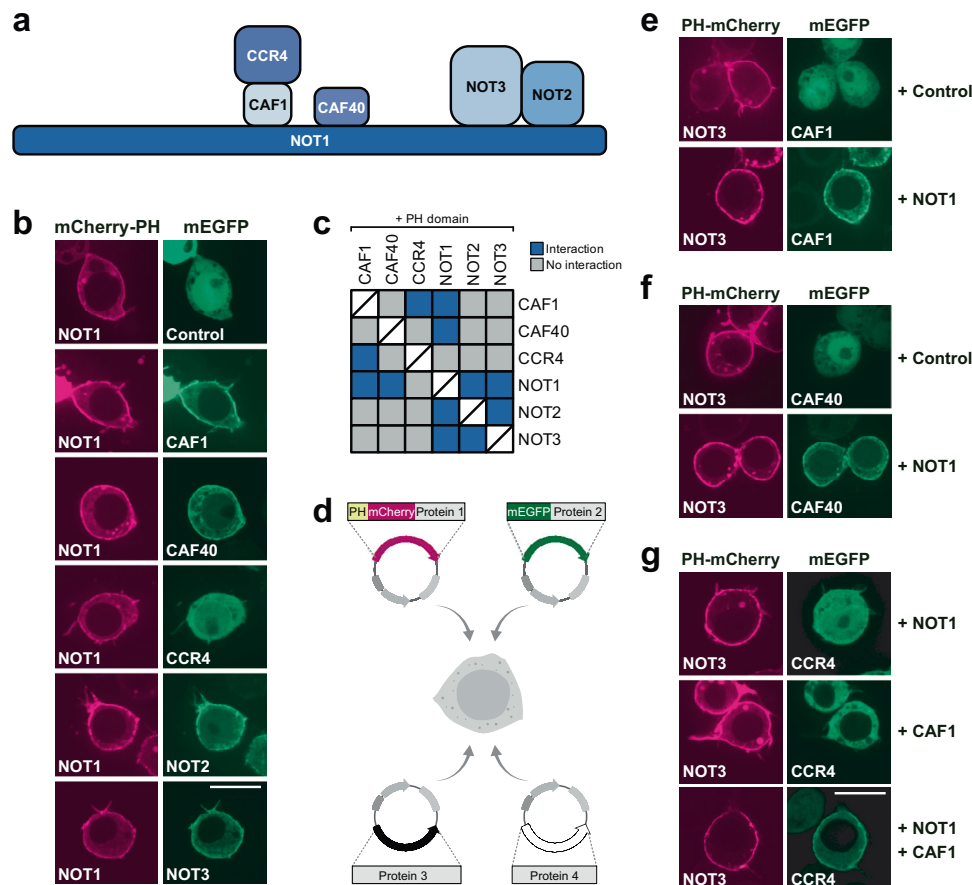 a
CCR4
CAF1
CAF40
NOT3
NOT2
NOT1
b
mCherry-PH mEGFP
NOT1 Control
NOT1 CAF1
NOT1 CAF40
NOT1 CCR4
NOT1 NOT2
NOT1 NOT3
c
+ PH domain
CAF1 CAF40 CCR4 NOT1 NOT2 NOT3
Interaction
No interaction
CAF1
CAF40
CCR4
NOT1
NOT2
NOT3
d
PH mCherry Protein 1
mEGFP Protein 2
Protein 3
Protein 4
e
PH-mCherry mEGFP
NOT3 CAF1 + Control
NOT3 CAF1 + NOT1
f
PH-mCherry mEGFP
NOT3 CAF40 + Control
NOT3 CAF40 + NOT1
g
PH-mCherry mEGFP
NOT3 CCR4 + NOT1
NOT3 CCR4 + CAF1
NOT3 CCR4 + NOT1
+ CAF1